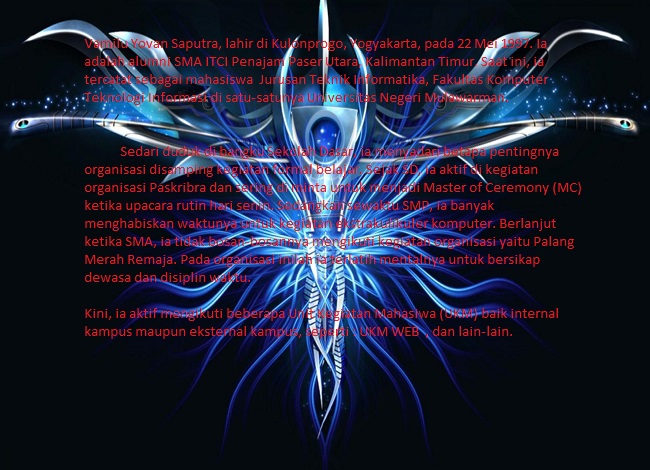 Vamilu Yovan Saputra, lahir di Kulonprogo, Yogyakarta, pada 22 Mei 1997. Ia
adalah alumni SMA ITCI Penajam Paser Utara, Kalimantan Timur. Saat ini, ia
tercatat sebagai mahasiswa Jurusan Teknik Informatika, Fakultas Komputer
Teknologi informasi di satu-satunya Universitas Negeri Mulawarman.
Sedari duduk di bangku Sekolah Dasar, ia menyadari betapa pentingnya
organisasi disamping kegiatan formal belajar. Sejak SD, ia aktif di kegiatan
organisasi Paskribra dan sering di minta untuk menjadi Master of Ceremony (MC)
ketika upacara rutin hari senin. Sedangkan sewaktu SMP, ia banyak
menghabiskan waktunya untuk kegiatan ekstrakulikuler komputer. Berlanjut
ketika SMA, ia tidak bosan-bosannya mengikuti kegiatan organisasi yaitu Palang
Merah Remaja. Pada organisasi inilah ia terlatih mentalnya untuk bersikap
dewasa dan disiplin waktu.
Kini, ia aktif mengikuti beberapa Unit Kegiatan Mahasiwa (UKM) baik internal
kampus maupun eksternal kampus, seperti : UKM WEB , dan lain-lain.